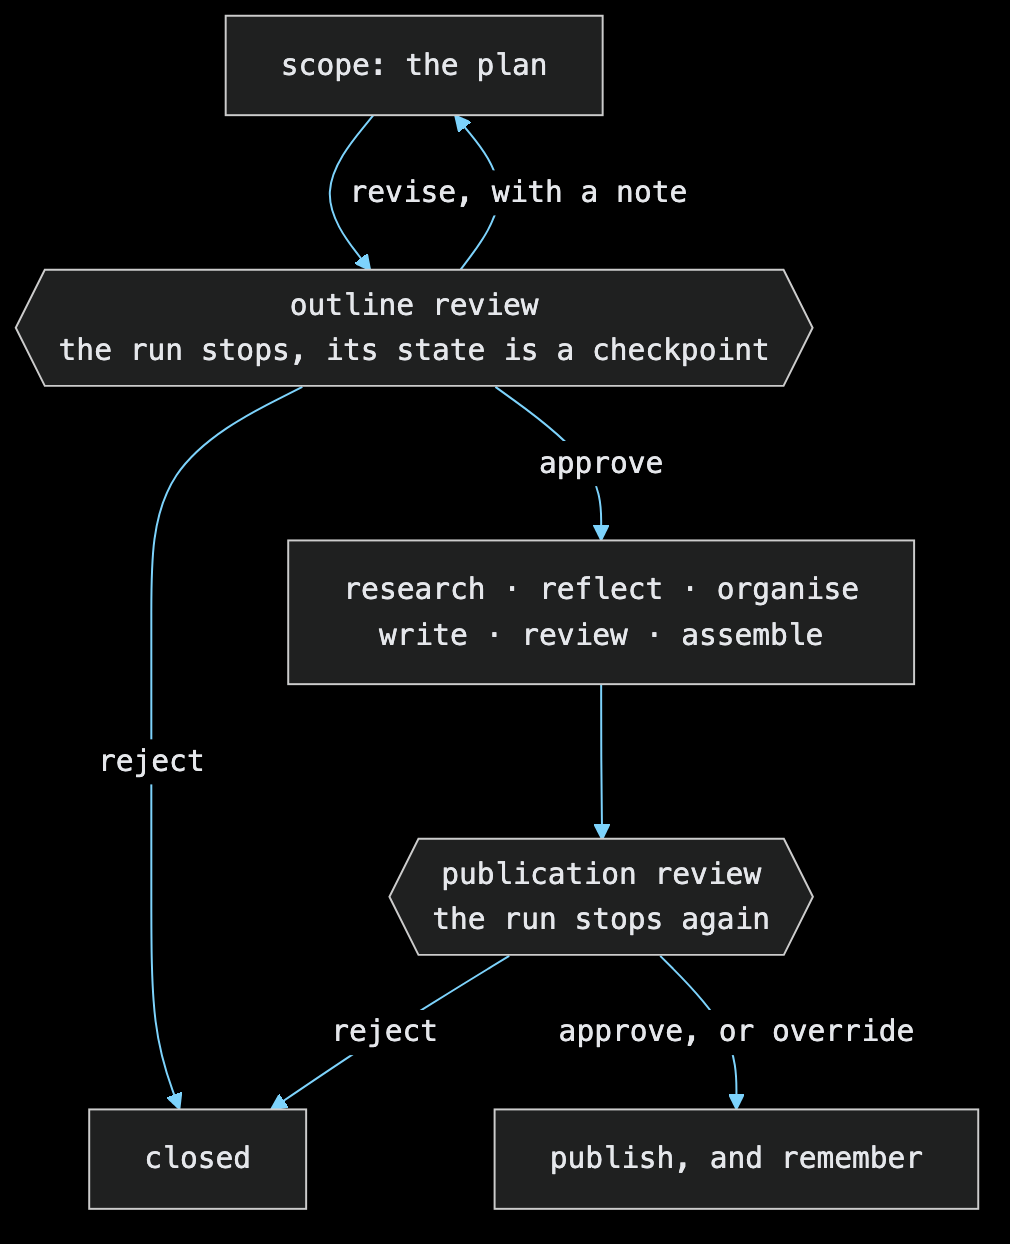 scope: the plan
revise, with a note
outline review
the run stops, its state is a checkpoint
approve
research · reflect · organise
write · review · assemble
reject
publication review
the run stops again
reject
approve, or override
closed
publish, and remember